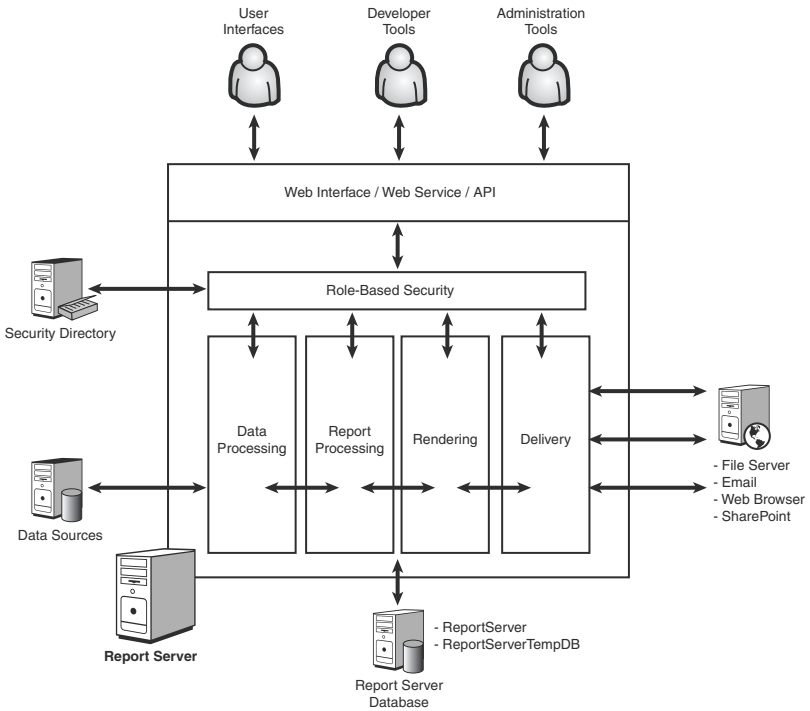 User
Interfaces
Developer
Tools
Administration
Tools
Web Interface / Web Service / API
Role-Based Security
Security Directory
Data
Processing
Report
Processing
Rendering
Delivery
- File Server
- Email
- Web Browser
- SharePoint
Data Sources
Report Server
- ReportServer
- ReportServerTempDB
Report Server
Database